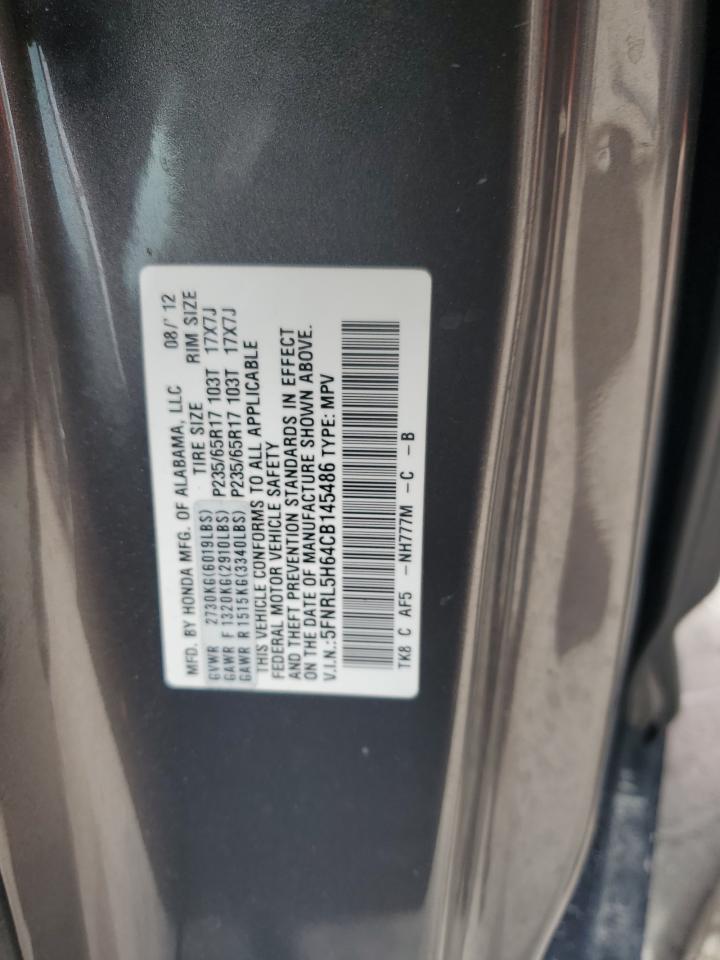 MFD. BY HONDA MFG. OF ALABAMA, LLC 08/'12
TIRE SIZE RIM SIZE
GVWR 2730KG(6019LBS)
GAWR F 1320KG(2910LBS) P235/65R17 103T 17X7J
GAWR R 1515KG(3340LBS) P235/65R17 103T 17X7J
THIS VEHICLE CONFORMS TO ALL APPLICABLE
FEDERAL MOTOR VEHICLE SAFETY
AND THEFT PREVENTION STANDARDS IN EFFECT
ON THE DATE OF MANUFACTURE SHOWN ABOVE.
V.I.N.:5FNRL5H64CB145486 TYPE: MPV
TK8 C AF5 -NH777M -C -B